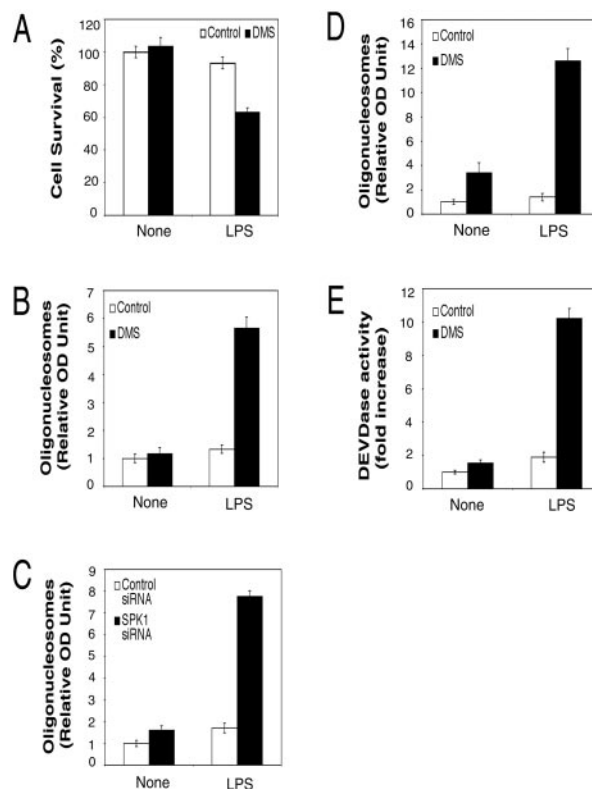 A
Cell Survival (%)
120
100
80
60
40
20
0
Control DMS
None LPS
B
Oligonucleosomes
(Relative OD Unit)
7
6
5
4
3
2
1
0
Control
DMS
None LPS
C
Oligonucleosomes
(Relative OD Unit)
9
8
7
6
5
4
3
2
1
0
Control
siRNA
SPK1
siRNA
None LPS
D
Oligonucleosomes
(Relative OD Unit)
16
14
12
10
8
6
4
2
0
Control
DMS
None LPS
E
DEVDase activity
(fold increase)
12
10
8
6
4
2
0
Control
DMS
None LPS